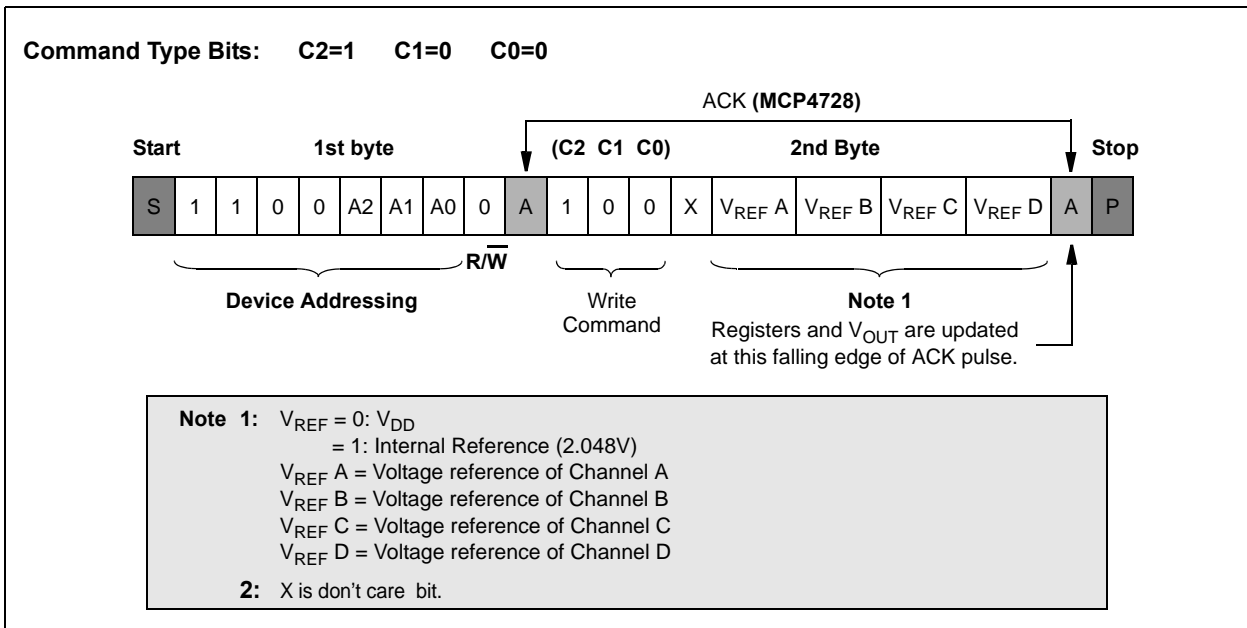 Command Type Bits: C2=1 C1=0 C0=0
ACK (MCP4728)
Start 1st byte (C2 C1 C0) 2nd Byte Stop
S 1 1 0 0 A2 A1 A0 0 A 1 0 0 X VREF A VREF B VREF C VREF D A P
R/W̅
Device Addressing Write Note 1
Command Registers and VOUT are updated
at this falling edge of ACK pulse.
Note 1: VREF = 0: VDD
= 1: Internal Reference (2.048V)
VREF A = Voltage reference of Channel A
VREF B = Voltage reference of Channel B
VREF C = Voltage reference of Channel C
VREF D = Voltage reference of Channel D
2: X is don't care bit.